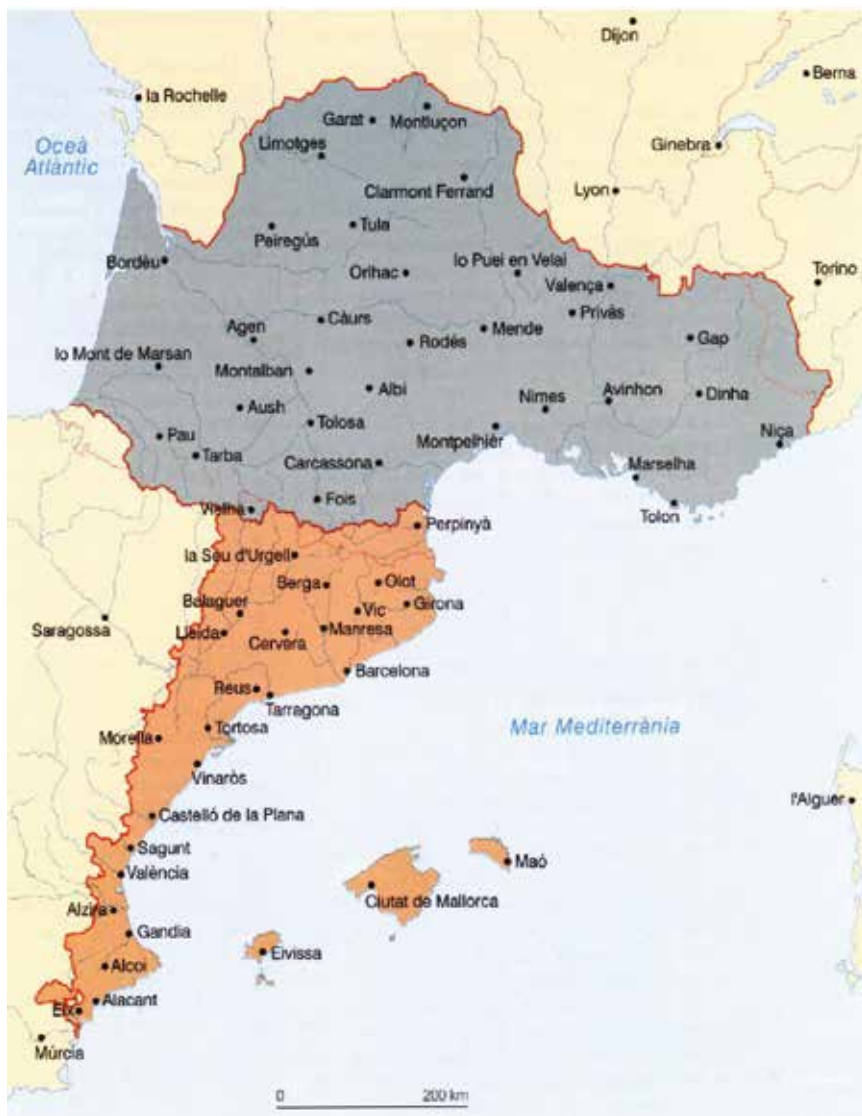 Dijon
Berna
la Rochelle
Garat
Montluçon
Oceà
Atlàntic
Limotges
Ginebra
Clarmont Ferrand
Lyon
Peiregús
Tula
Bordèu
Orlhac
lo Puei en Velai
Valença
Torino
Privàs
Agen
Càurs
Mende
Rodés
Gap
lo Mont de Marsan
Montalban
Albi
Nimes
Avinhon
Dinha
Aush
Tolosa
Montpelhièr
Niça
Pau
Tarba
Carcassona
Marselha
Fois
Tolon
Vielha
Perpinyà
la Seu d'Urgell
Berga
Olot
Balaguer
Vic
Girona
Saragossa
Lleida
Cervera
Manresa
Barcelona
Reus
Tarragona
Tortosa
Mar Mediterrània
Morella
Vinaròs
l'Alguer
Castelló de la Plana
Sagunt
Maó
València
Ciutat de Mallorca
Alzira
Gandia
Eivissa
Alcoi
Alacant
Elx
Múrcia
0 200 km